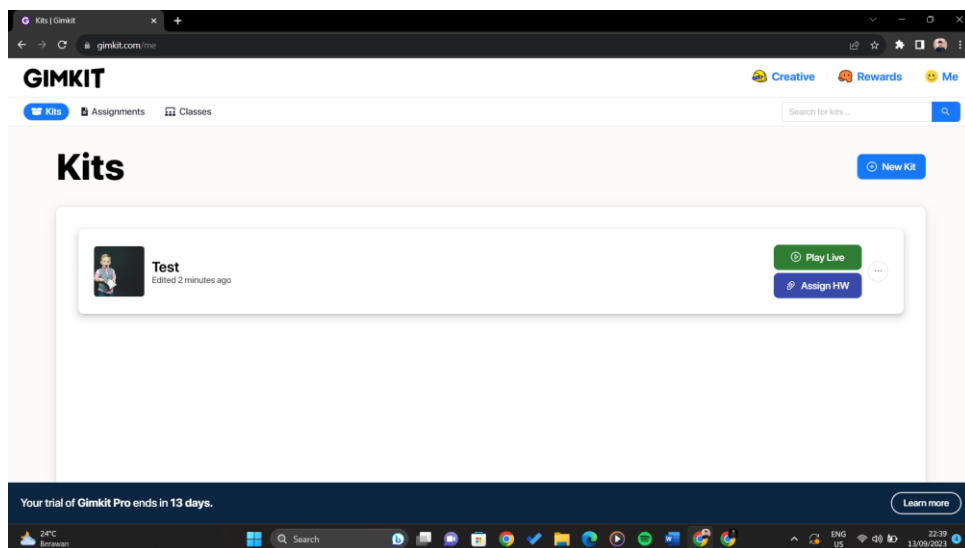 Kits | Gimkit
gimkit.com/me
GIMKIT
Creative
Rewards
Me
Kits
Assignments
Classes
Search for kits...
Kits
New Kit
Test
Edited 2 minutes ago
Play Live
Assign HW
Your trial of Gimkit Pro ends in 13 days.
Learn more
24°C
Berawan
Search
ENG
US
22:39
13/09/2023